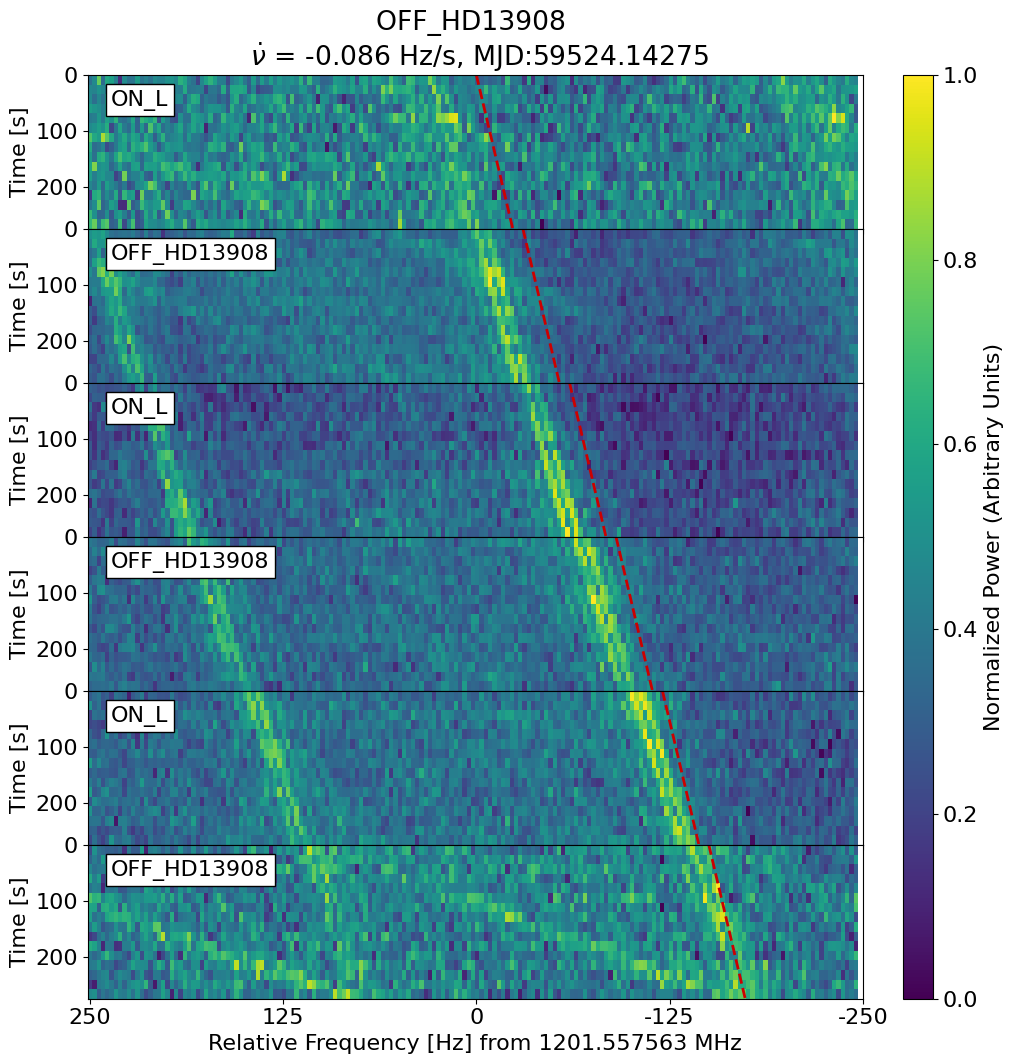 OFF_HD13908
ν̇ = -0.086 Hz/s, MJD:59524.14275
0
100
200
Time [s]
ON_L
0
100
200
Time [s]
OFF_HD13908
0
100
200
Time [s]
ON_L
0
100
200
Time [s]
OFF_HD13908
0
100
200
Time [s]
ON_L
0
100
200
Time [s]
OFF_HD13908
250 125 0 -125 -250
Relative Frequency [Hz] from 1201.557563 MHz
1.0
0.8
0.6
0.4
0.2
0.0
Normalized Power (Arbitrary Units)